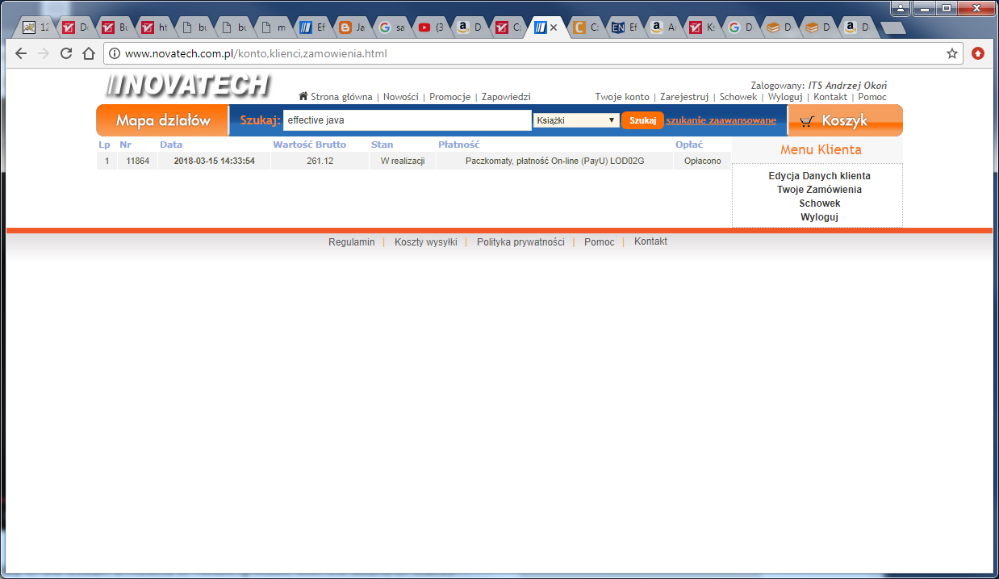 12
D
Bu
ht
bu
bu
m
Ef
Ja
sa
(3
D
C:
C:
EN
Ef
A
Ks
D
D
D
D
www.novatech.com.pl/konto,klienci,zamowienia.html
NOVATECH
Zalogowany: ITS Andrzej Okoń
Strona główna | Nowości | Promocje | Zapowiedzi
Twoje konto | Zarejestruj | Schowek | Wyloguj | Kontakt | Pomoc
Mapa działów
Szukaj: effective java Książki Szukaj szukanie zaawansowane
Koszyk
Lp Nr Data Wartość Brutto Stan Płatność Opłać
1 11864 2018-03-15 14:33:54 261.12 W realizacji Paczkomaty, płatność On-line (PayU) LOD02G Opłacono
Menu Klienta
Edycja Danych klienta
Twoje Zamówienia
Schowek
Wyloguj
Regulamin | Koszty wysyłki | Polityka prywatności | Pomoc | Kontakt